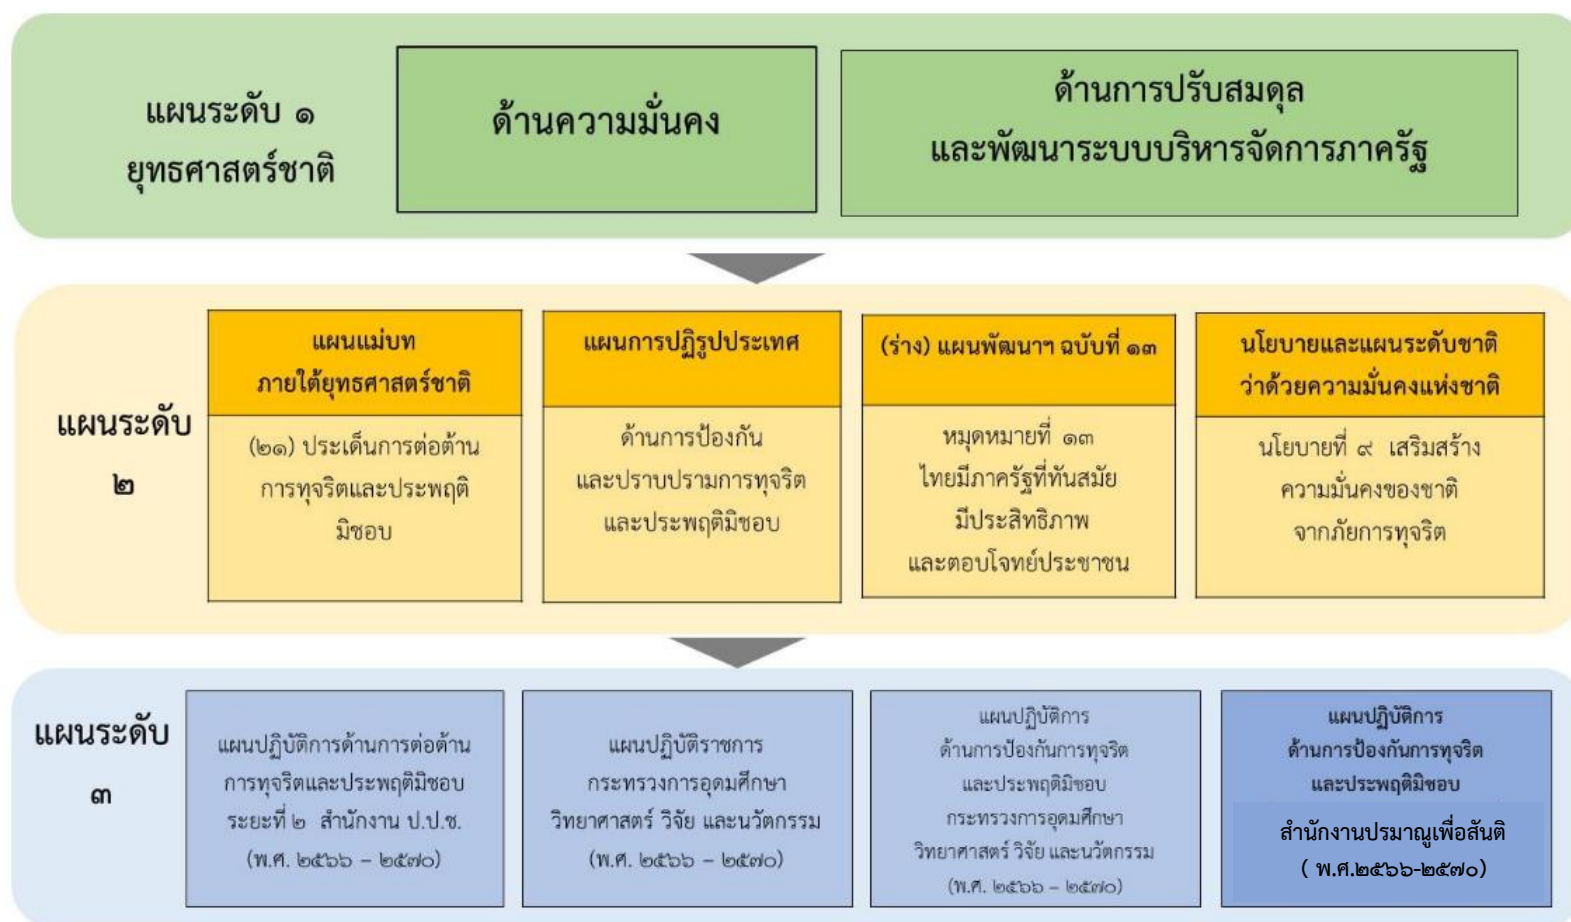 แผนระดับ ๑
ยุทธศาสตร์ชาติ
ด้านความมั่นคง
ด้านการปรับสมดุล
และพัฒนาระบบบริหารจัดการภาครัฐ
แผนระดับ
๒
แผนแม่บท
ภายใต้ยุทธศาสตร์ชาติ
(๒๑) ประเด็นการต่อต้าน
การทุจริตและประพฤติ
มิชอบ
แผนการปฏิรูปประเทศ
ด้านการป้องกัน
และปราบปรามการทุจริต
และประพฤติมิชอบ
(ร่าง) แผนพัฒนาฯ ฉบับที่ ๑๓
หมุดหมายที่ ๑๓
ไทยมีภาครัฐที่ทันสมัย
มีประสิทธิภาพ
และตอบโจทย์ประชาชน
นโยบายและแผนระดับชาติ
ว่าด้วยความมั่นคงแห่งชาติ
นโยบายที่ ๙ เสริมสร้าง
ความมั่นคงของชาติ
จากภัยการทุจริต
แผนระดับ
๓
แผนปฏิบัติการด้านการต่อต้าน
การทุจริตและประพฤติมิชอบ
ระยะที่ ๒ สำนักงาน ป.ป.ช.
(พ.ศ. ๒๕๖๖ – ๒๕๗๐)
แผนปฏิบัติราชการ
กระทรวงการอุดมศึกษา
วิทยาศาสตร์ วิจัย และนวัตกรรม
(พ.ศ. ๒๕๖๖ – ๒๕๗๐)
แผนปฏิบัติการ
ด้านการป้องกันการทุจริต
และประพฤติมิชอบ
กระทรวงการอุดมศึกษา
วิทยาศาสตร์ วิจัย และนวัตกรรม
(พ.ศ. ๒๕๖๖ – ๒๕๗๐)
แผนปฏิบัติการ
ด้านการป้องกันการทุจริต
และประพฤติมิชอบ
สำนักงานปรมาณูเพื่อสันติ
( พ.ศ.๒๕๖๖-๒๕๗๐)